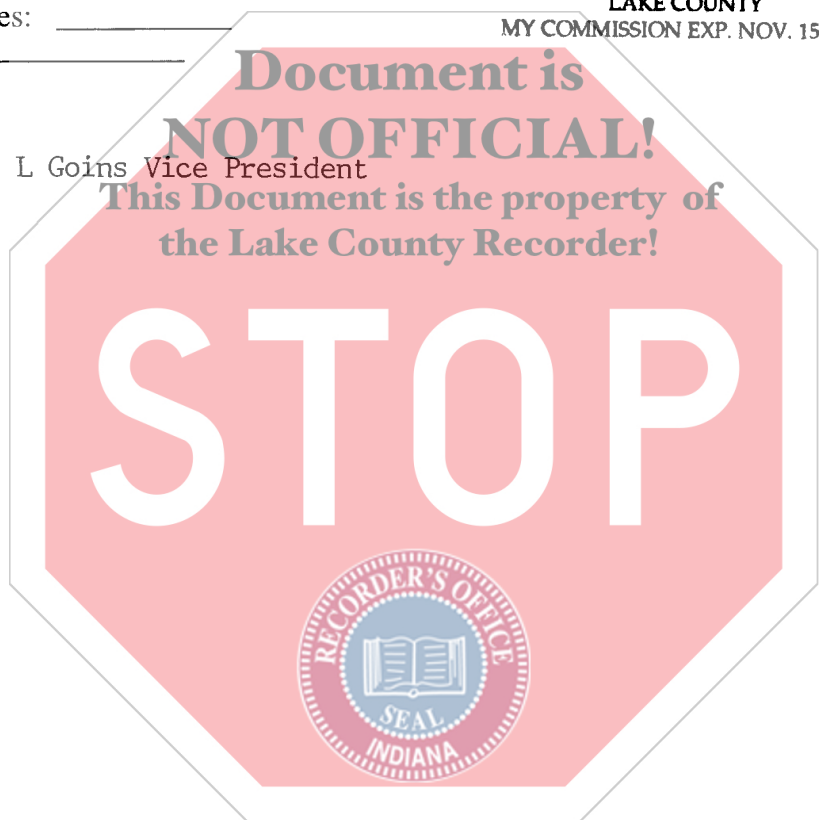 LAKE COUNTY
es:
MY COMMISSION EXP. NOV. 15
Document is
NOT OFFICIAL!
L Goins Vice President
This Document is the property of
the Lake County Recorder!
STOP
RECORDER'S OFFICE
SEAL
INDIANA